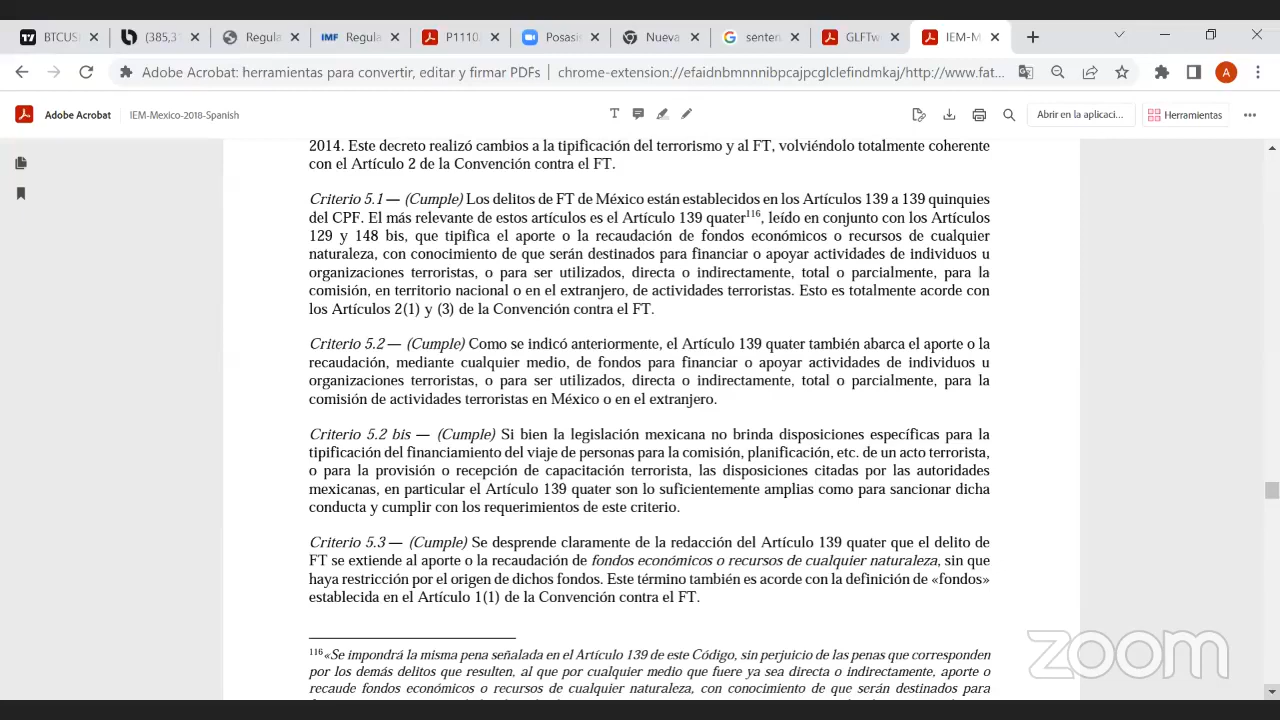 BTCUS
(385,3
Regula
IMF Regula
P1110.
Posasi
Nueva
senten
GLFTw
IEM-M
Adobe Acrobat: herramientas para convertir, editar y firmar PDFs | chrome-extension://efaidnbmnnnibpcajpcglclefindmkaj/http://www.fat...
A
Adobe Acrobat IEM-Mexico-2018-Spanish
Abrir en la aplicaci...
Herramientas
2014. Este decreto realizó cambios a la tipificación del terrorismo y al FT, volviéndolo totalmente coherente
con el Artículo 2 de la Convención contra el FT.
Criterio 5.1 — (Cumple) Los delitos de FT de México están establecidos en los Artículos 139 a 139 quinquies
del CPF. El más relevante de estos artículos es el Artículo 139 quater116, leído en conjunto con los Artículos
129 y 148 bis, que tipifica el aporte o la recaudación de fondos económicos o recursos de cualquier
naturaleza, con conocimiento de que serán destinados para financiar o apoyar actividades de individuos u
organizaciones terroristas, o para ser utilizados, directa o indirectamente, total o parcialmente, para la
comisión, en territorio nacional o en el extranjero, de actividades terroristas. Esto es totalmente acorde con
los Artículos 2(1) y (3) de la Convención contra el FT.
Criterio 5.2 — (Cumple) Como se indicó anteriormente, el Artículo 139 quater también abarca el aporte o la
recaudación, mediante cualquier medio, de fondos para financiar o apoyar actividades de individuos u
organizaciones terroristas, o para ser utilizados, directa o indirectamente, total o parcialmente, para la
comisión de actividades terroristas en México o en el extranjero.
Criterio 5.2 bis — (Cumple) Si bien la legislación mexicana no brinda disposiciones específicas para la
tipificación del financiamiento del viaje de personas para la comisión, planificación, etc. de un acto terrorista,
o para la provisión o recepción de capacitación terrorista, las disposiciones citadas por las autoridades
mexicanas, en particular el Artículo 139 quater son lo suficientemente amplias como para sancionar dicha
conducta y cumplir con los requerimientos de este criterio.
Criterio 5.3 — (Cumple) Se desprende claramente de la redacción del Artículo 139 quater que el delito de
FT se extiende al aporte o la recaudación de fondos económicos o recursos de cualquier naturaleza, sin que
haya restricción por el origen de dichos fondos. Este término también es acorde con la definición de «fondos»
establecida en el Artículo 1(1) de la Convención contra el FT.
116«Se impondrá la misma pena señalada en el Artículo 139 de este Código, sin perjuicio de las penas que corresponden
por los demás delitos que resulten, al que por cualquier medio que fuere ya sea directa o indirectamente, aporte o
recaude fondos económicos o recursos de cualquier naturaleza, con conocimiento de que serán destinados para
zoom